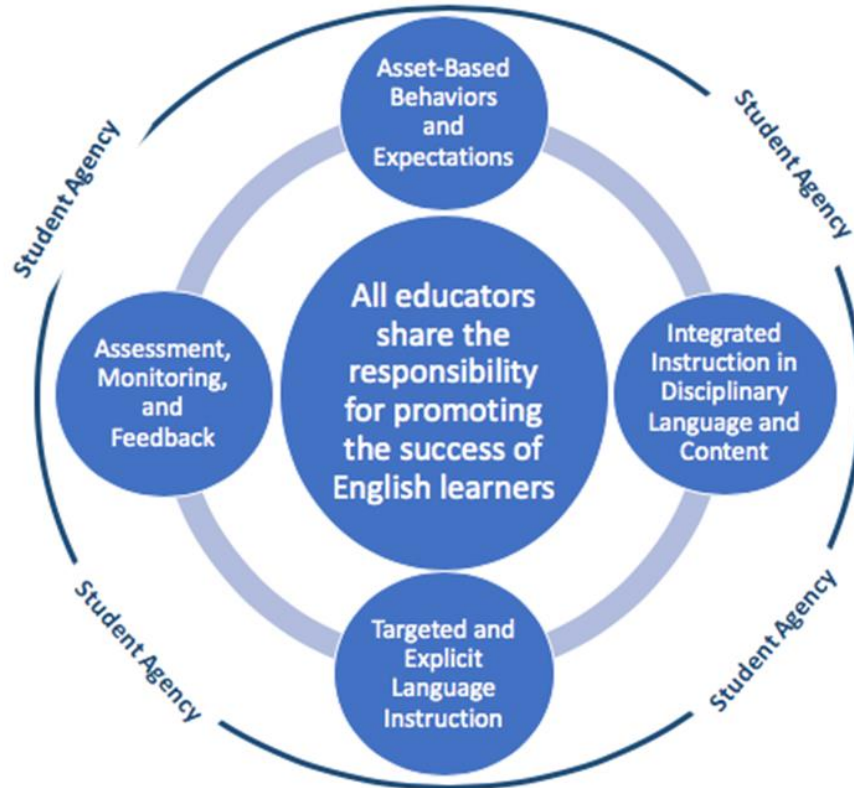 Asset-Based
Behaviors
and
Expectations
Student Agency
Student Agency
All educators
share the
responsibility
for promoting
the success of
English learners
Assessment,
Monitoring,
and
Feedback
Integrated
Instruction in
Disciplinary
Language and
Content
Student Agency
Student Agency
Targeted and
Explicit
Language
Instruction